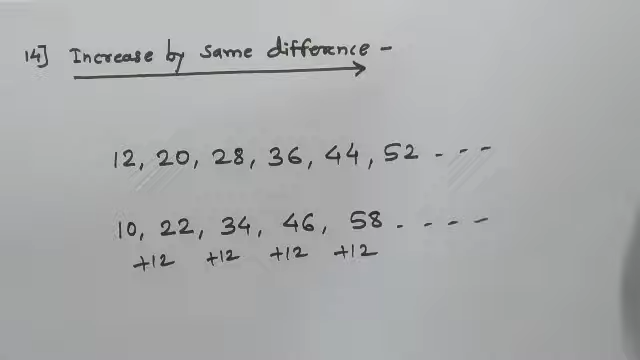 14] Increase by same difference -
12, 20, 28, 36, 44, 52 - - -
10, 22, 34, 46, 58 - - - -
+12 +12 +12 +12